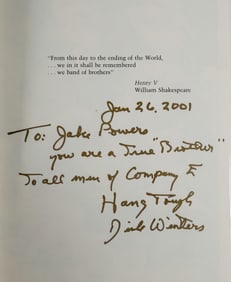 "From this day to the ending of the World,
. . . we in it shall be remembered
. . . we band of brothers"
Henry V
William Shakespeare
Jan 26, 2001
To: Jake Powers
you are a True "Brother"
To all men of Company E
Hang Tough
Dick Winters